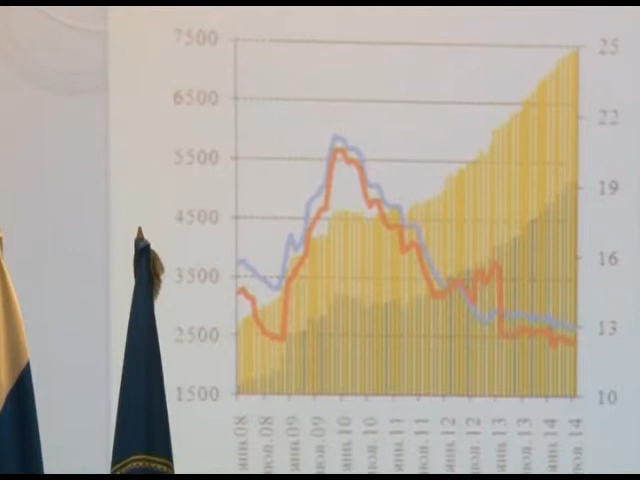 7500
6500
5500
4500
3500
2500
1500
25
22
19
16
13
10
янв.08
июл.08
янв.09
июл.09
янв.10
июл.10
янв.11
июл.11
янв.12
июл.12
янв.13
июл.13
янв.14
июл.14